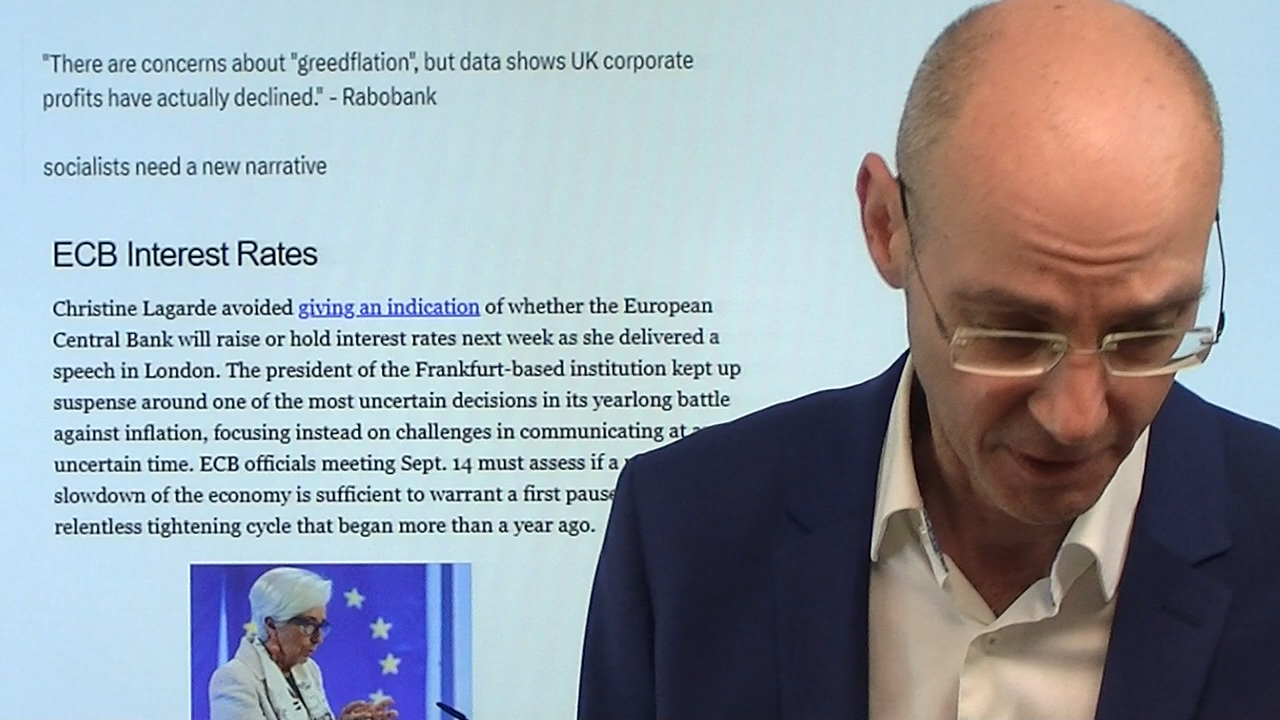 "There are concerns about "greedflation", but data shows UK corporate
profits have actually declined." - Rabobank
socialists need a new narrative
ECB Interest Rates
Christine Lagarde avoided giving an indication of whether the European
Central Bank will raise or hold interest rates next week as she delivered a
speech in London. The president of the Frankfurt-based institution kept up
suspense around one of the most uncertain decisions in its yearlong battle
against inflation, focusing instead on challenges in communicating at
uncertain time. ECB officials meeting Sept. 14 must assess if a
slowdown of the economy is sufficient to warrant a first pause
relentless tightening cycle that began more than a year ago.